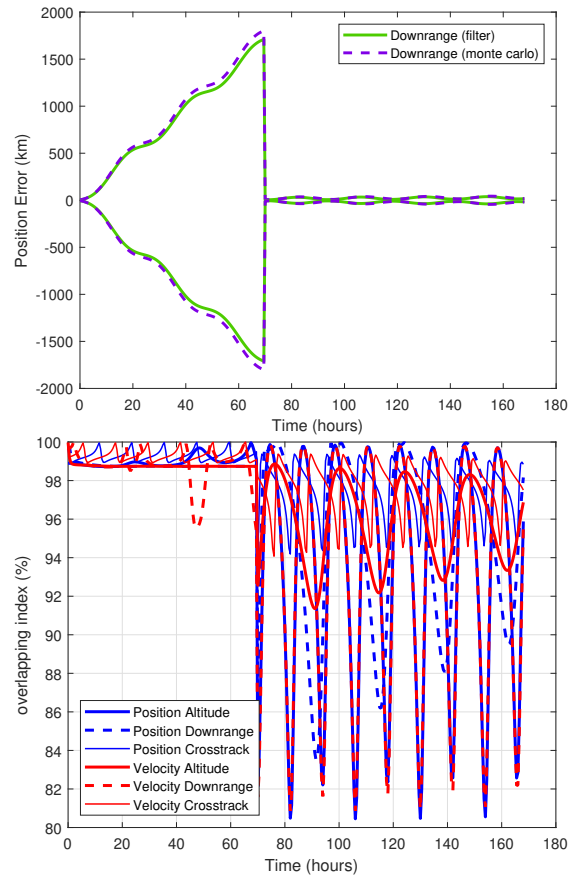 2000
1500
1000
500
0
-500
-1000
-1500
-2000
Position Error (km)
Downrange (filter)
Downrange (monte carlo)
0 20 40 60 80 100 120 140 160 180
Time (hours)
100
98
96
94
92
90
88
86
84
82
80
overlapping index (%)
Position Altitude
Position Downrange
Position Crosstrack
Velocity Altitude
Velocity Downrange
Velocity Crosstrack
0 20 40 60 80 100 120 140 160 180
Time (hours)